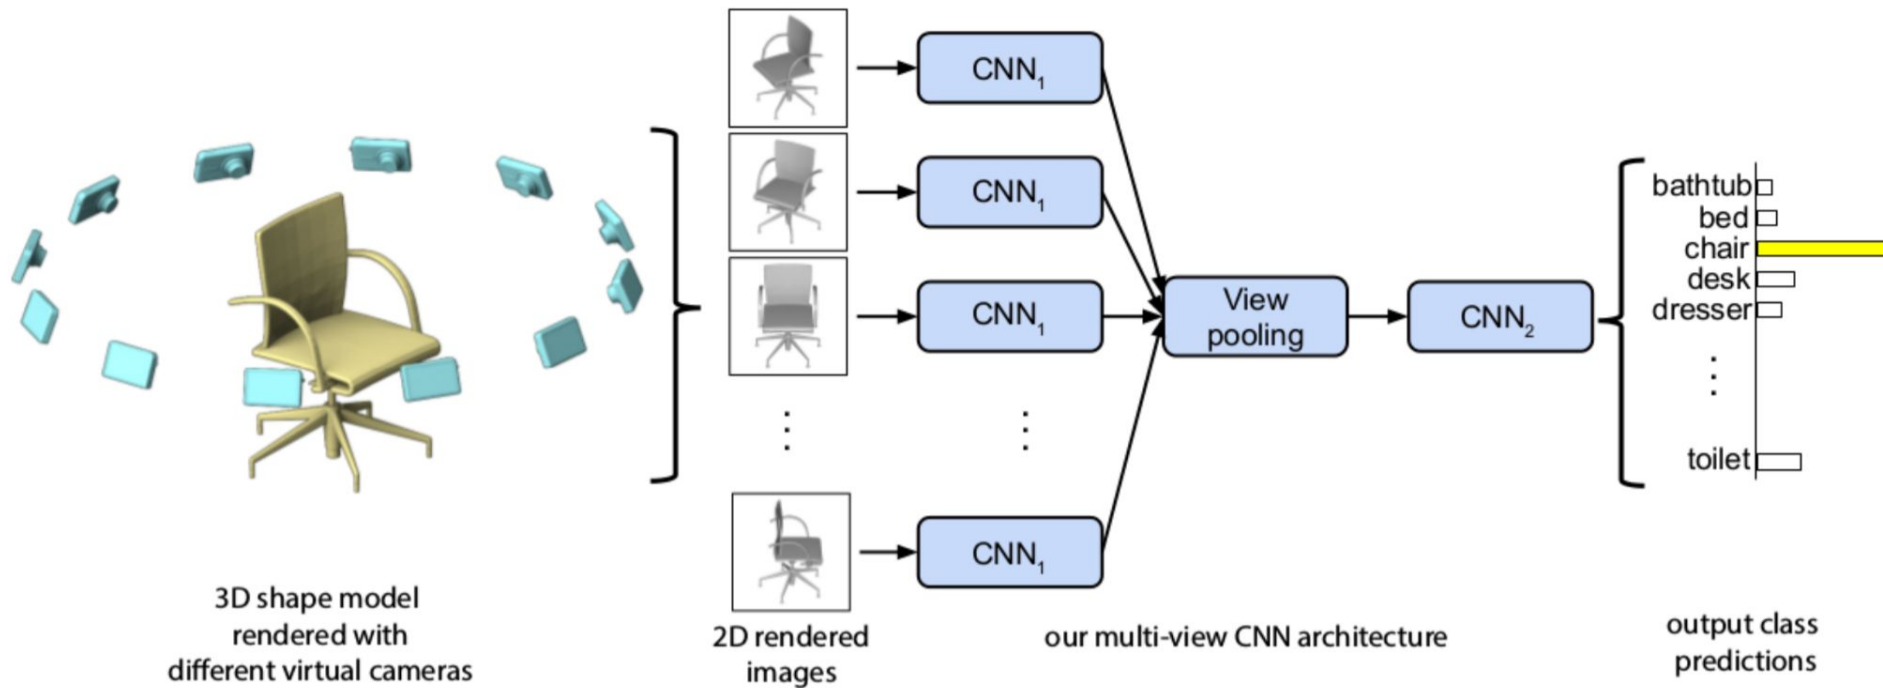 3D shape model
rendered with
different virtual cameras
2D rendered
images
CNN1
CNN1
CNN1
CNN1
View
pooling
CNN2
our multi-view CNN architecture
bathtub
bed
chair
desk
dresser
toilet
output class
predictions